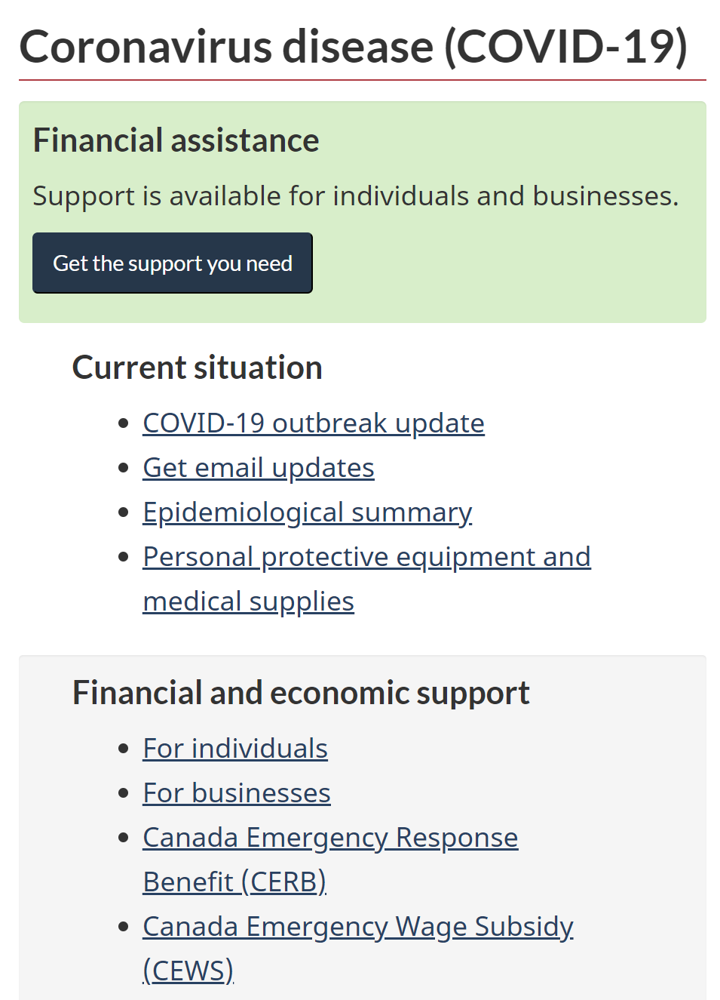 Coronavirus disease (COVID-19)
Financial assistance
Support is available for individuals and businesses.
Get the support you need
Current situation
COVID-19 outbreak update
Get email updates
Epidemiological summary
Personal protective equipment and
medical supplies
Financial and economic support
For individuals
For businesses
Canada Emergency Response
Benefit (CERB)
Canada Emergency Wage Subsidy
(CEWS)